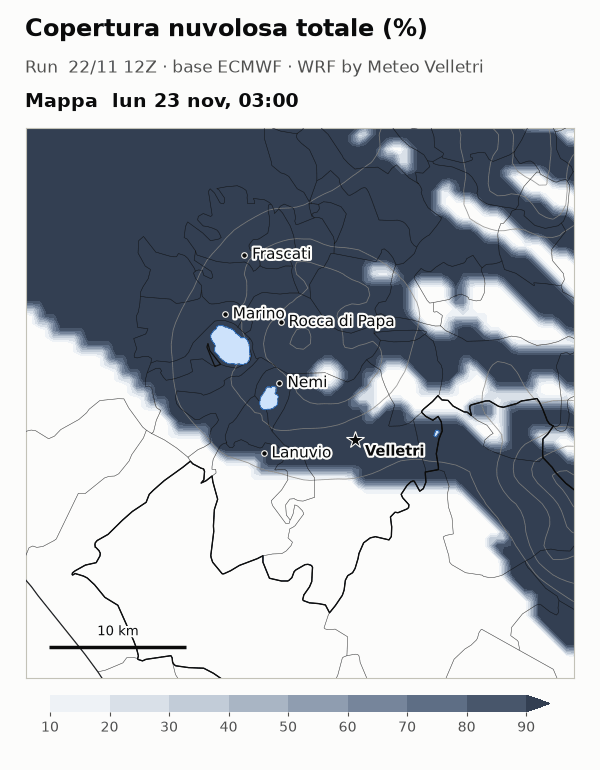 Copertura nuvolosa totale (%)
Run  22/11 12Z · base ECMWF · WRF by Meteo Velletri
Mappa  lun 23 nov, 03:00
Frascati
Marino
Rocca di Papa
Nemi
Velletri
Lanuvio
10 km
10 20 30 40 50 60 70 80 90